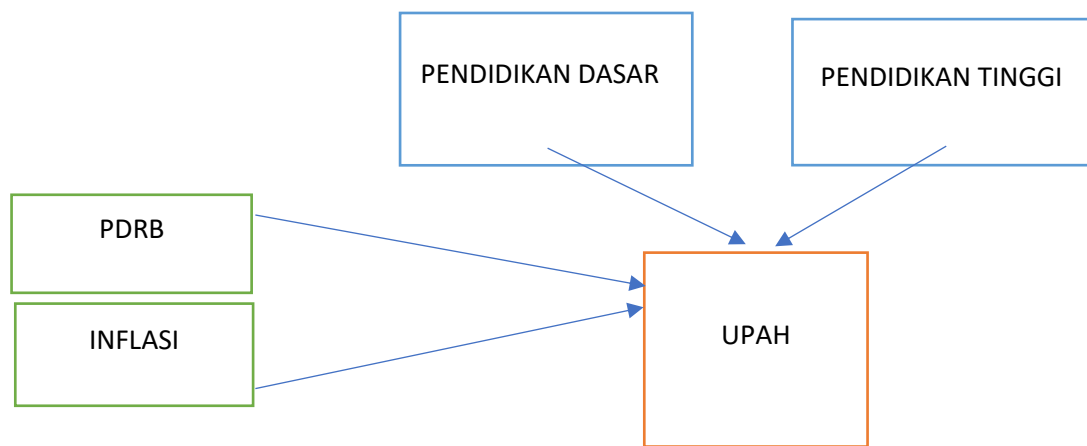 PENDIDIKAN DASAR
PENDIDIKAN TINGGI
PDRB
INFLASI
UPAH